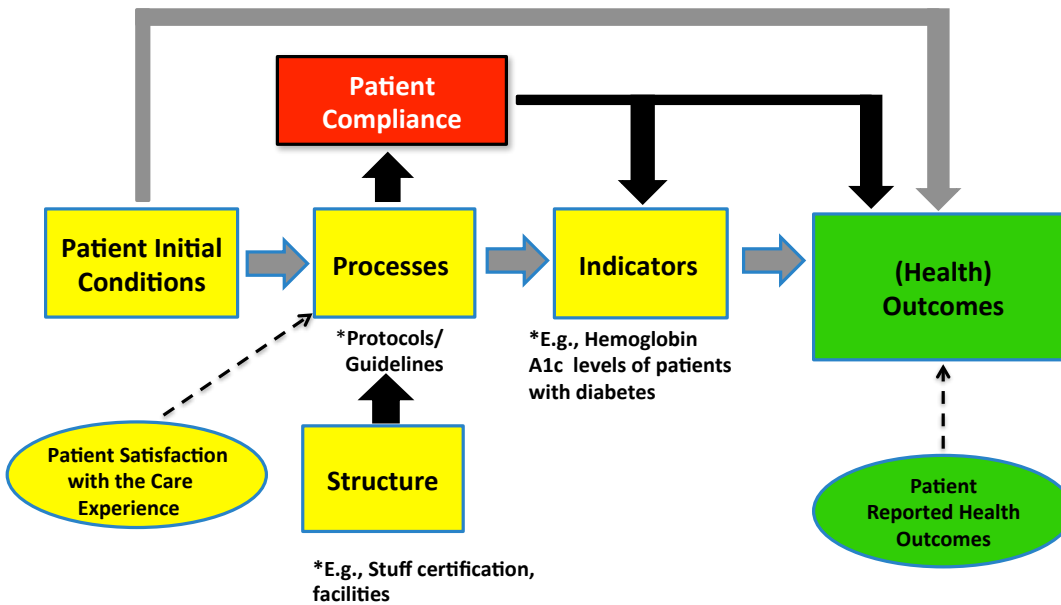 Patient
Compliance
Patient Initial
Conditions
Processes
Indicators
(Health)
Outcomes
*Protocols/
Guidelines
*E.g., Hemoglobin
A1c levels of patients
with diabetes
Patient Satisfaction
with the Care
Experience
Structure
Patient
Reported Health
Outcomes
*E.g., Stuff certification,
facilities